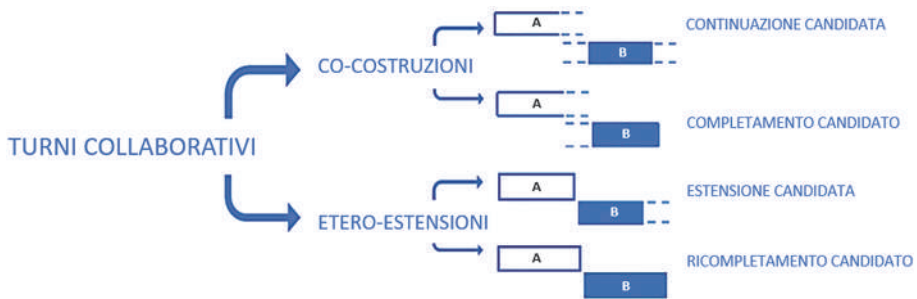 TURNI COLLABORATIVI
CO-COSTRUZIONI
A
B
CONTINUAZIONE CANDIDATA
A
B
COMPLETAMENTO CANDIDATO
ETERO-ESTENSIONI
A
B
ESTENSIONE CANDIDATA
A
B
RICOMPLETAMENTO CANDIDATO